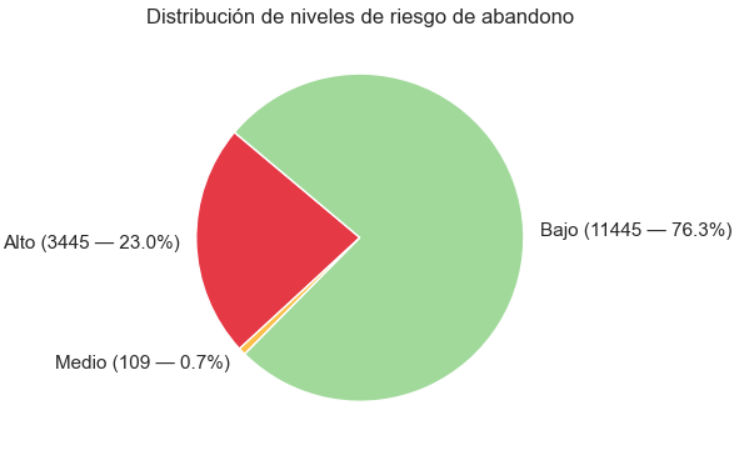 Distribución de niveles de riesgo de abandono
Bajo (11445 — 76.3%)
Alto (3445 — 23.0%)
Medio (109 — 0.7%)